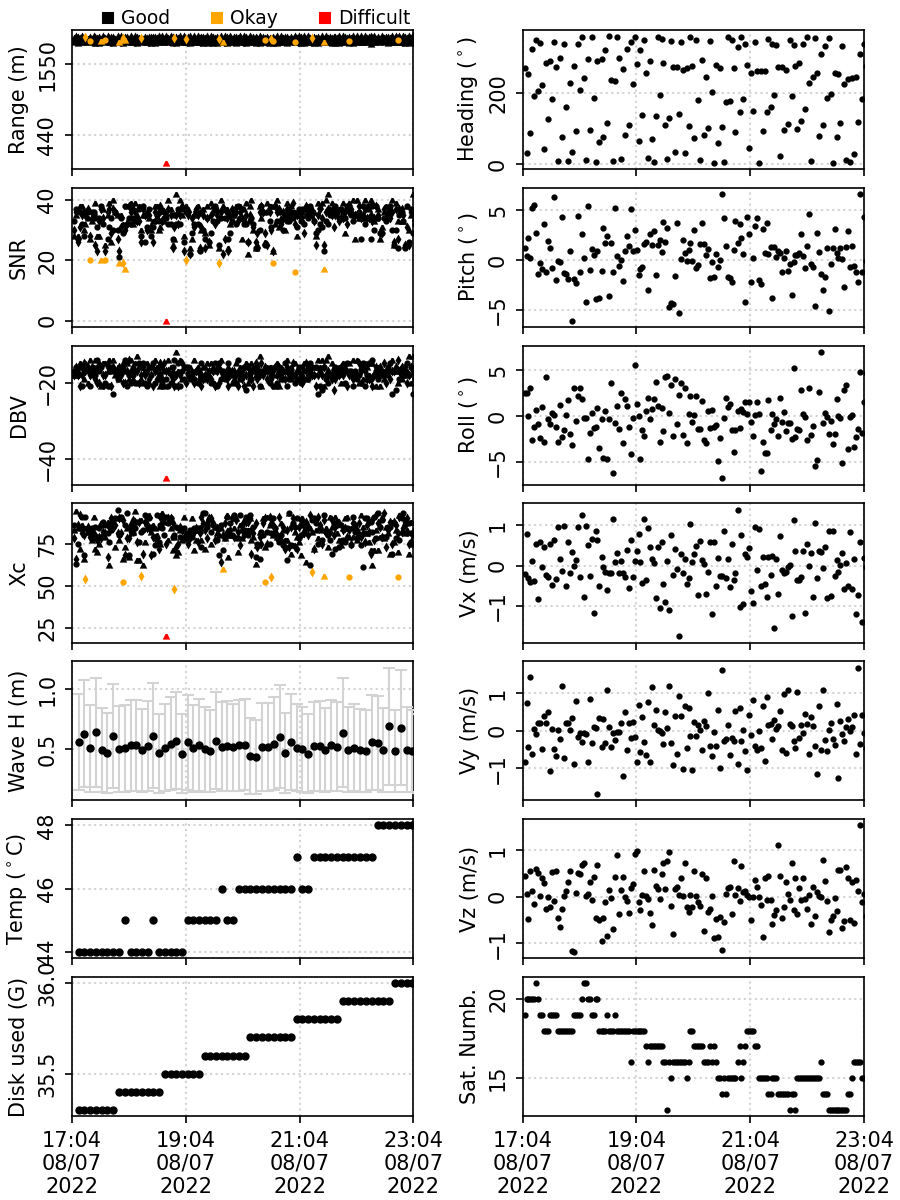 Good Okay Difficult
Range (m)
1550
440
Heading (°)
200
0
SNR
40
20
0
Pitch (°)
5
0
−5
DBV
−20
−40
Roll (°)
5
0
−5
Xc
75
50
25
Vx (m/s)
1
0
−1
Wave H (m)
1.0
0.5
Vy (m/s)
1
0
−1
Temp (°C)
48
46
44
Vz (m/s)
1
0
−1
Disk used (G)
36.0
35.5
Sat. Numb.
20
15
17:04 19:04 21:04 23:04
08/07 08/07 08/07 08/07
2022 2022 2022 2022
17:04 19:04 21:04 23:04
08/07 08/07 08/07 08/07
2022 2022 2022 2022